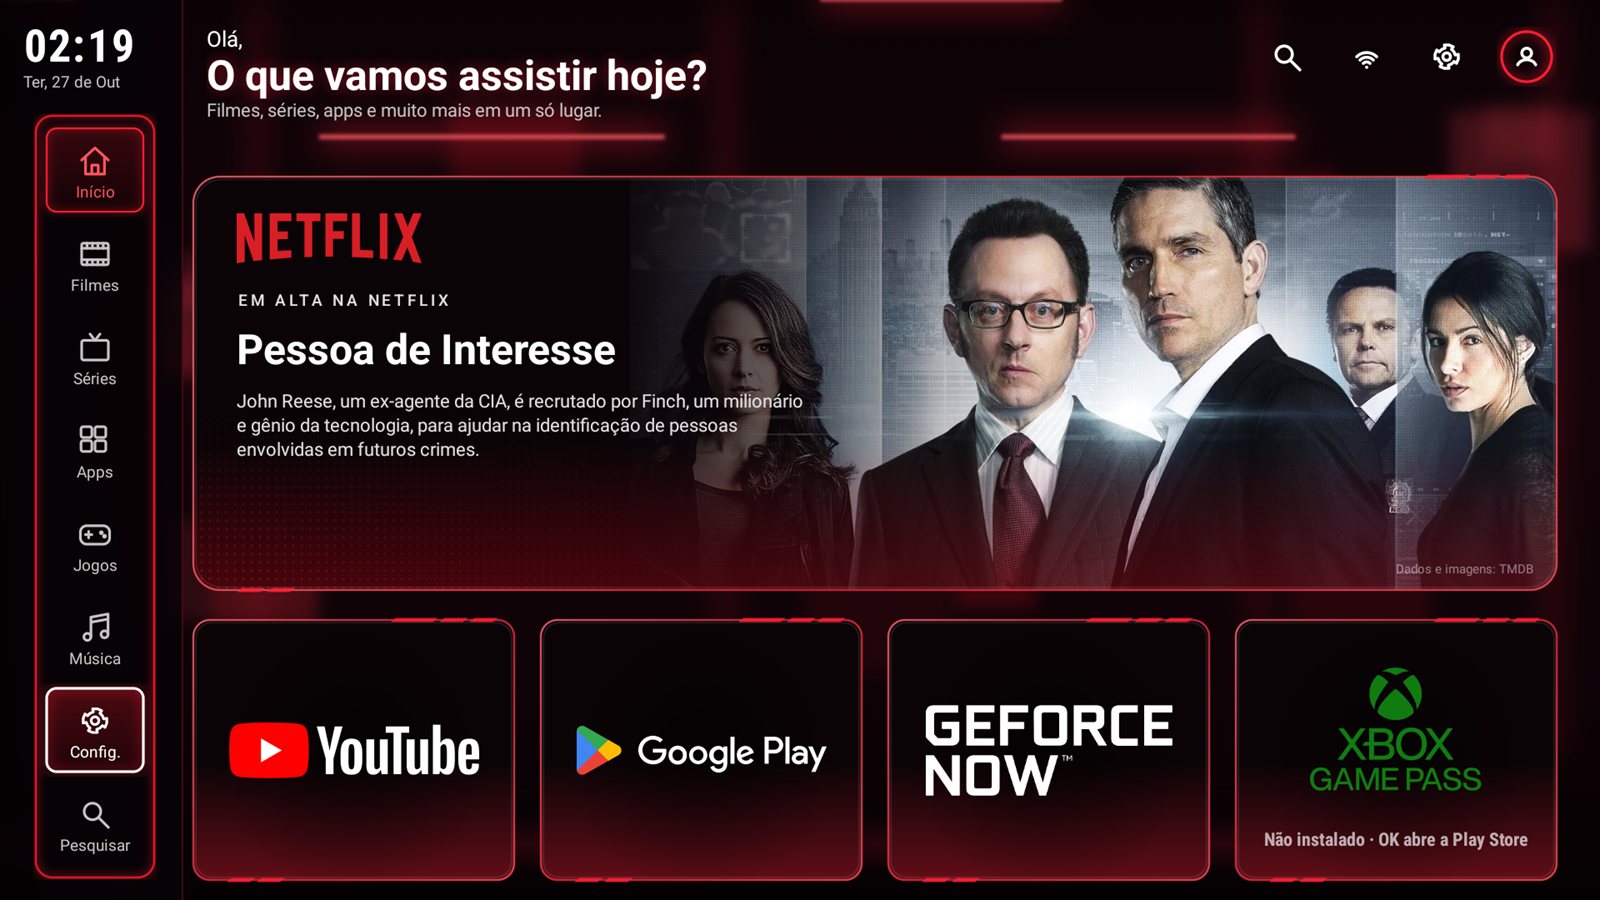 02:19
Ter, 27 de Out
Início
Filmes
Séries
Apps
Jogos
Música
Config.
Pesquisar
Olá,
O que vamos assistir hoje?
Filmes, séries, apps e muito mais em um só lugar.
NETFLIX
EM ALTA NA NETFLIX
Pessoa de Interesse
John Reese, um ex-agente da CIA, é recrutado por Finch, um milionário
e gênio da tecnologia, para ajudar na identificação de pessoas
envolvidas em futuros crimes.
Dados e imagens: TMDB
YouTube
Google Play
GEFORCE
NOW™
XBOX
GAME PASS
Não instalado · OK abre a Play Store